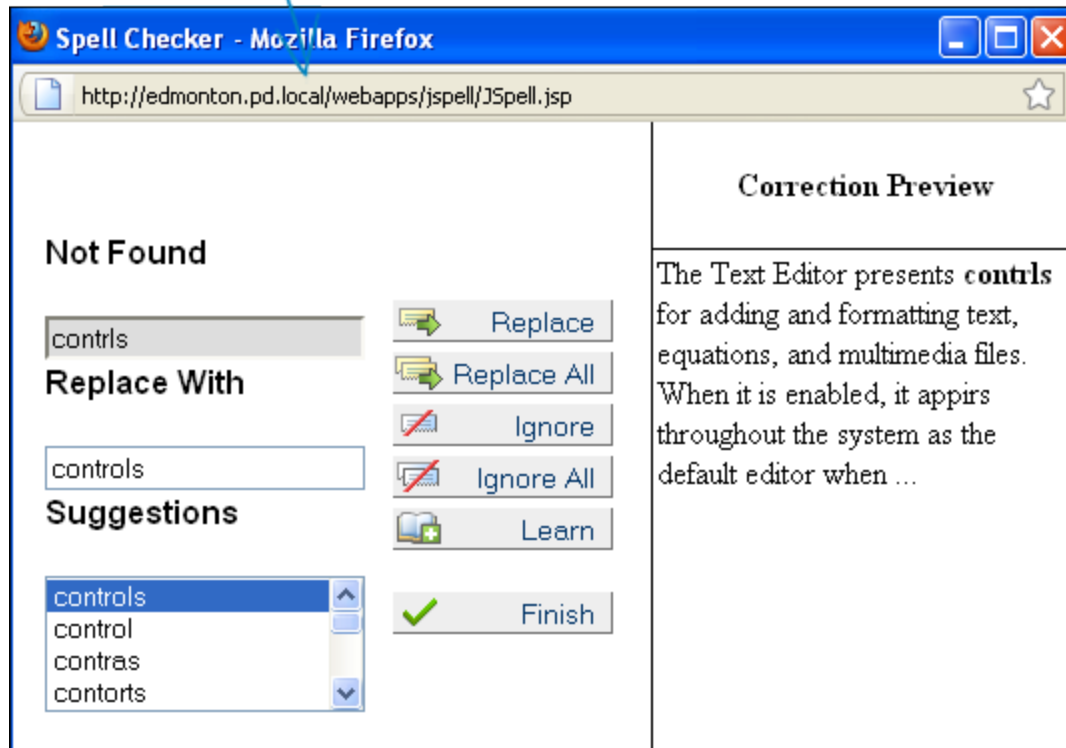 Spell Checker - Mozilla Firefox
http://edmonton.pd.local/webapps/jspell/JSpell.jsp
Not Found
contrls
Replace With
controls
Suggestions
controls
control
contras
contorts
Replace
Replace All
Ignore
Ignore All
Learn
Finish
Correction Preview
The Text Editor presents contrls
for adding and formatting text,
equations, and multimedia files.
When it is enabled, it appirs
throughout the system as the
default editor when ...